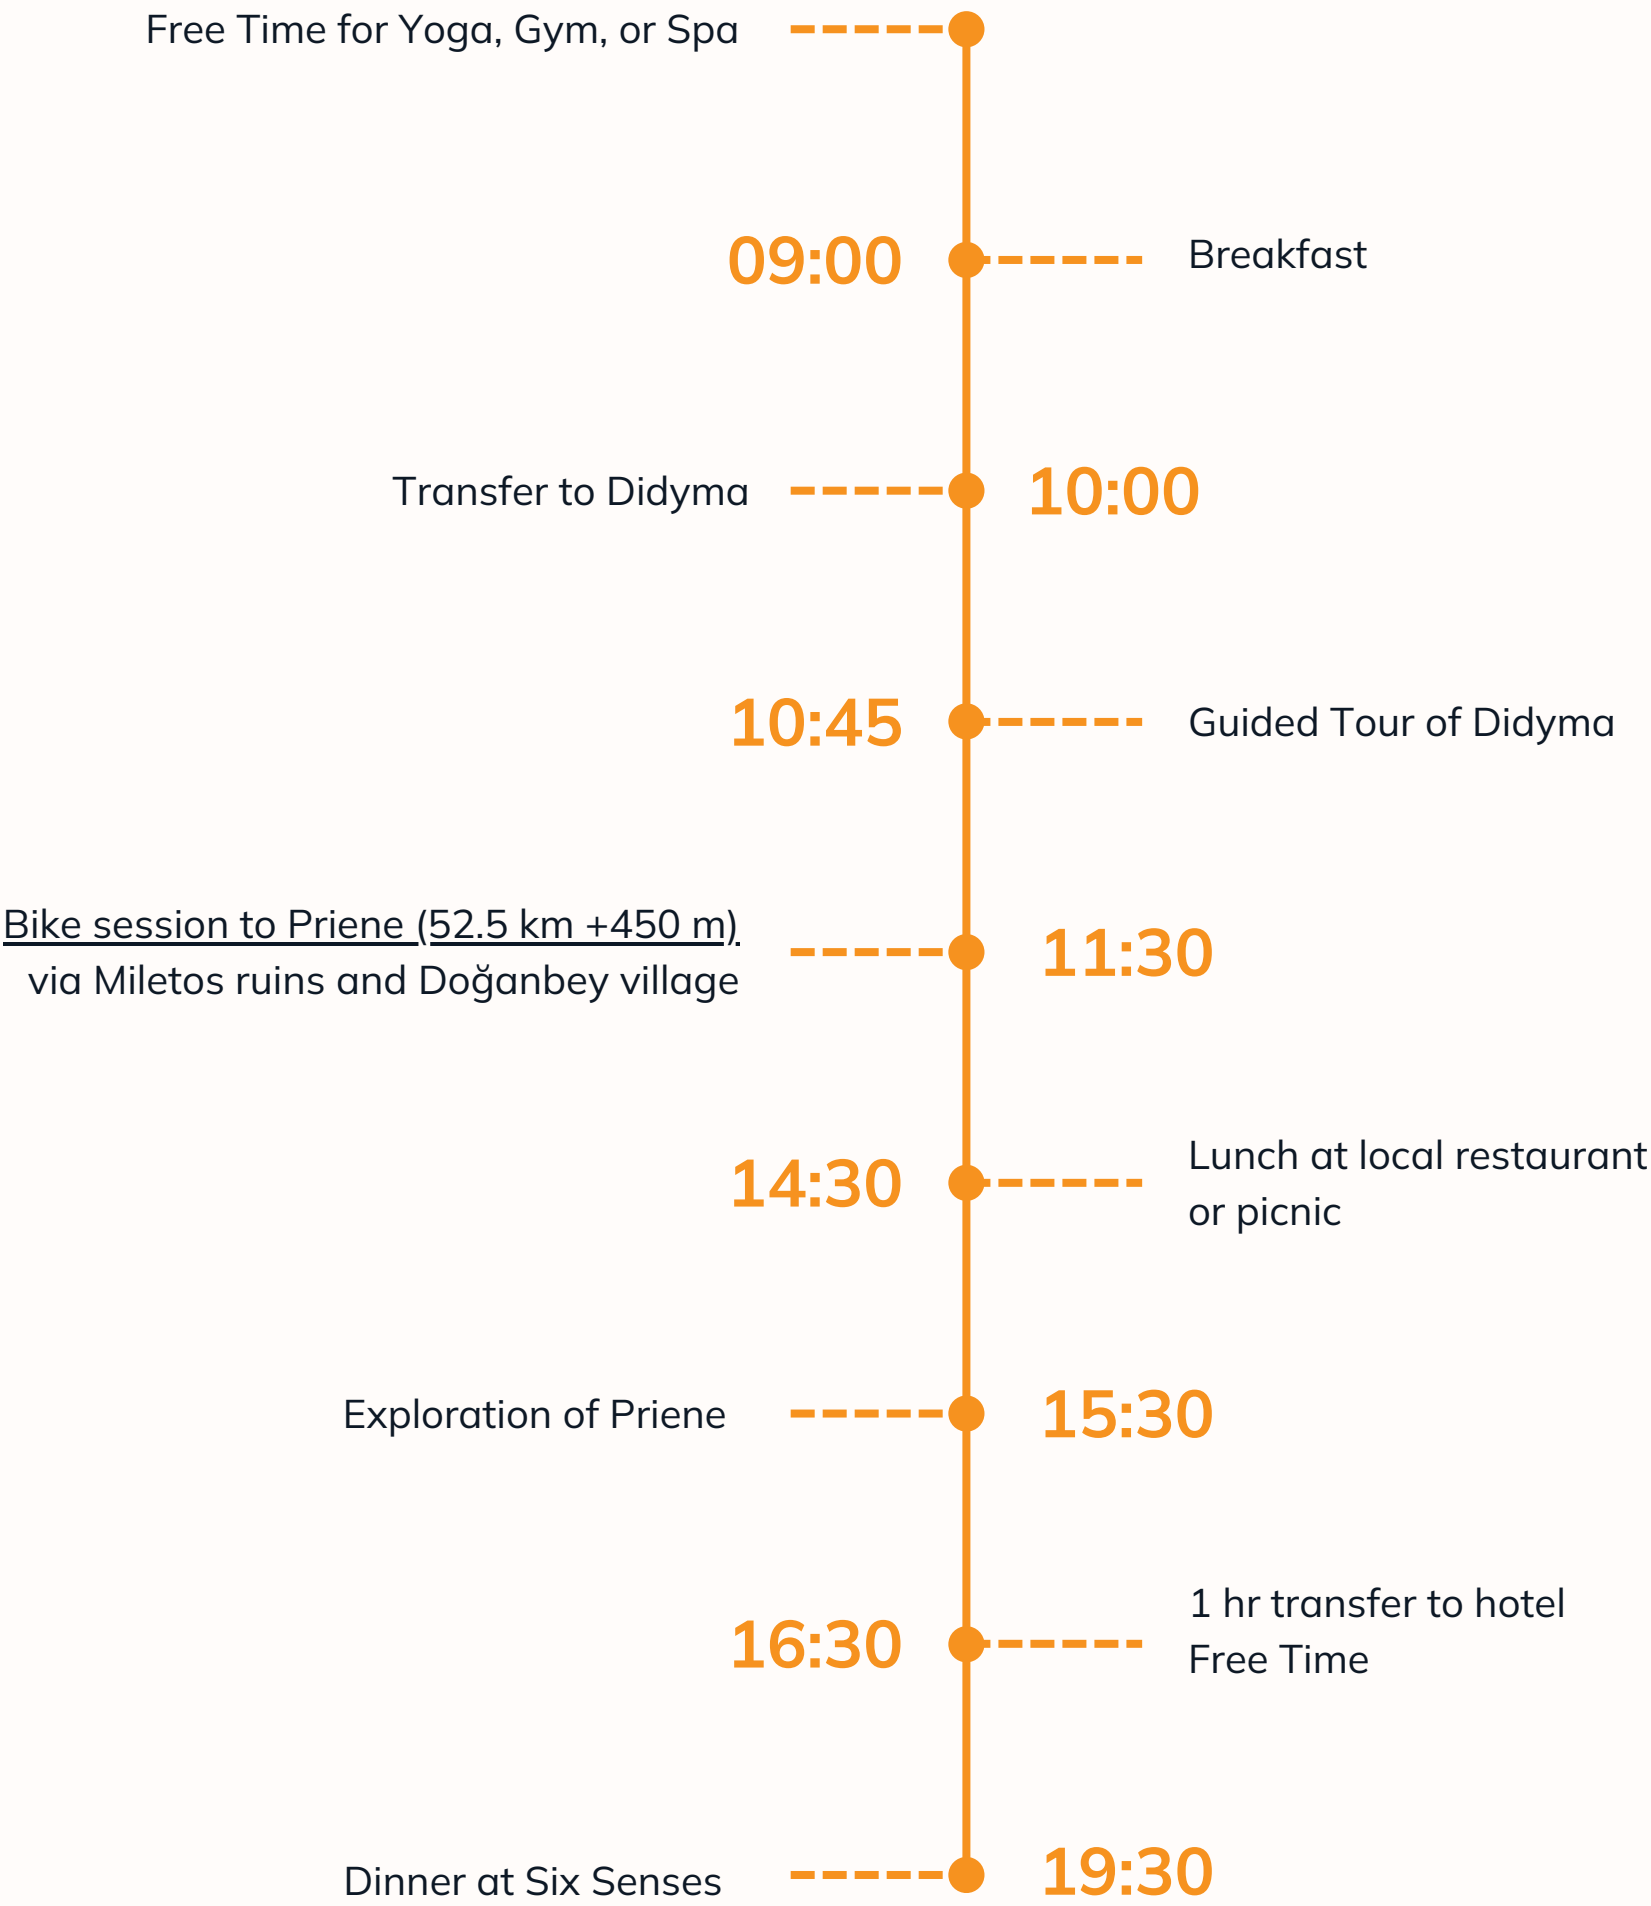 Free Time for Yoga, Gym, or Spa
09:00
Breakfast
Transfer to Didyma
10:00
10:45
Guided Tour of Didyma
Bike session to Priene (52.5 km +450 m)
via Miletos ruins and Doğanbey village
11:30
14:30
Lunch at local restaurant
or picnic
Exploration of Priene
15:30
16:30
1 hr transfer to hotel
Free Time
Dinner at Six Senses
19:30